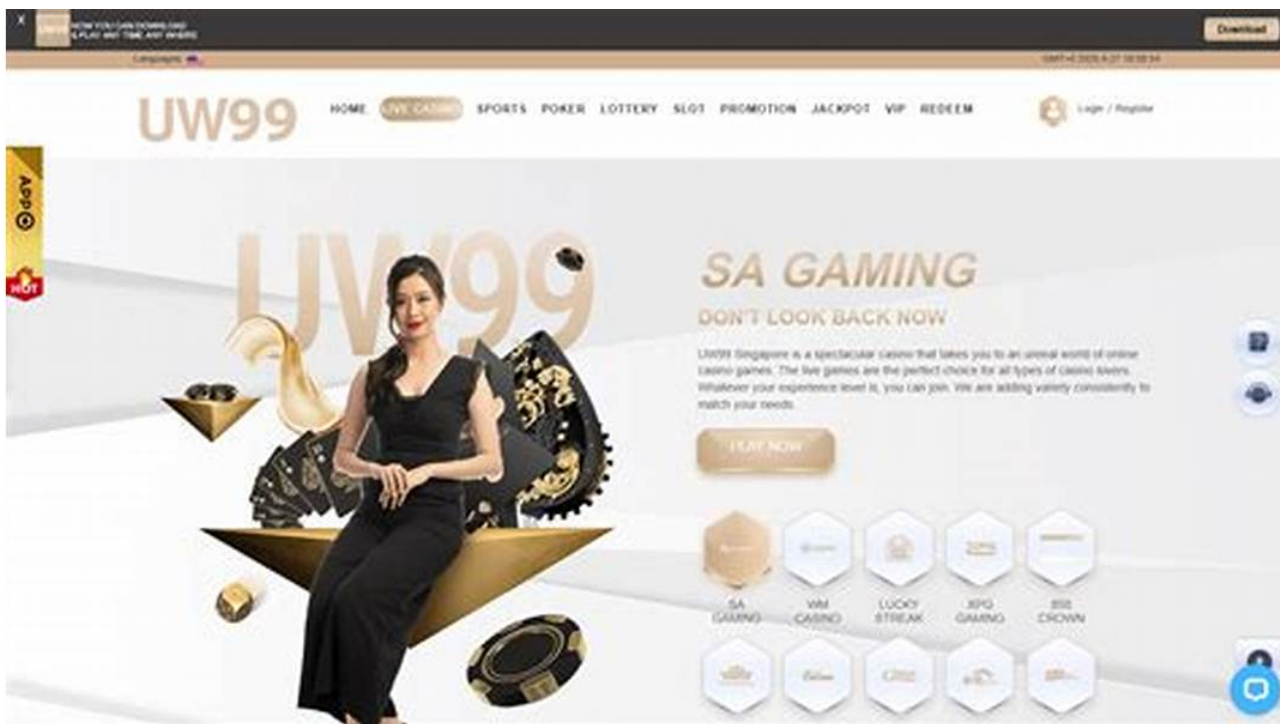 X
NOW YOU CAN DOWNLOAD
& PLAY ANY TIME ANY WHERE
Download
Languages
UW99
HOME LIVE CASINO SPORTS POKER LOTTERY SLOT PROMOTION JACKPOT VIP REDEEM
Login / Register
APP
HOT
UW99
SA GAMING
DON'T LOOK BACK NOW
UW99 Singapore is a spectacular casino that takes you to an unreal world of online
casino games. The live games are the perfect choice for all types of casino lovers.
Whatever your experience level is, you can join. We are adding variety consistently to
match your needs.
PLAY NOW
SA
GAMING
WM
CASINO
LUCKY
STREAK
XPG
GAMING
855
CROWN